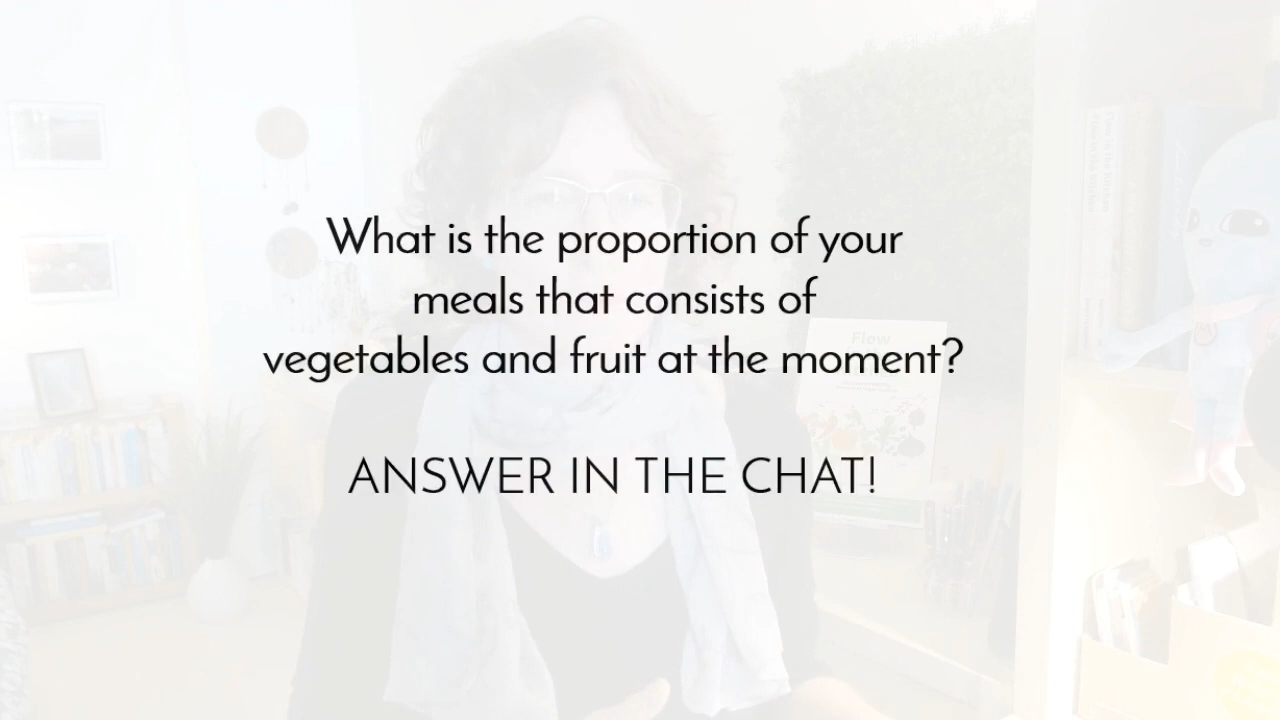 What is the proportion of your
meals that consists of
vegetables and fruit at the moment?
ANSWER IN THE CHAT!
Flow